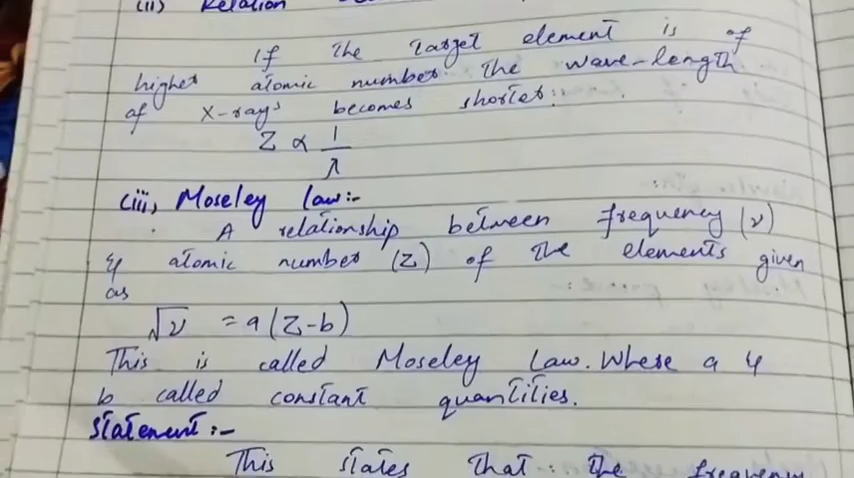 (ii) Relation
If the Target element is of
higher atomic number the wave-length
of X-rays becomes shorter.
Z ∝ 1/λ
(iii) Moseley law:-
A relationship between frequency (ν)
& atomic number (Z) of the elements given
as
√ν = a(Z-b)
This is called Moseley Law. Where a &
b called constant quantities.
Statement:-
This states that: the frequency